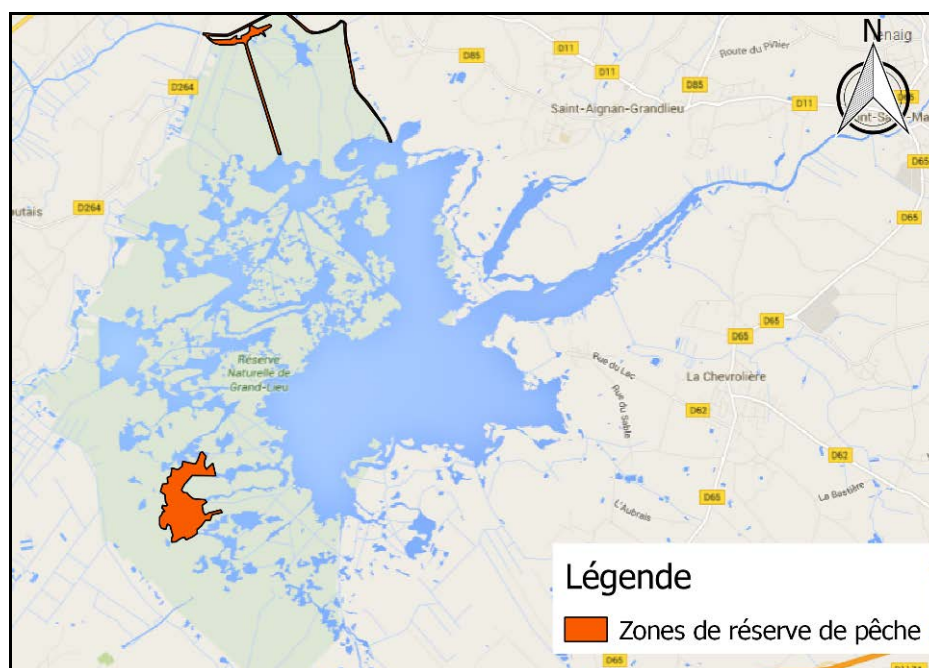 N
D11
Route du Pinier
D85
D11
D85
D264
D65
Saint-Aignan-Grandlieu
D11
D65
D264
D65
D65
D65
Réserve
Naturelle de
Grand-Lieu
Rue du Lac
La Chevrolière
Rue du Sable
D62
D62
La Bastière
D65
L'Aubrais
Légende
Zones de réserve de pêche
D65